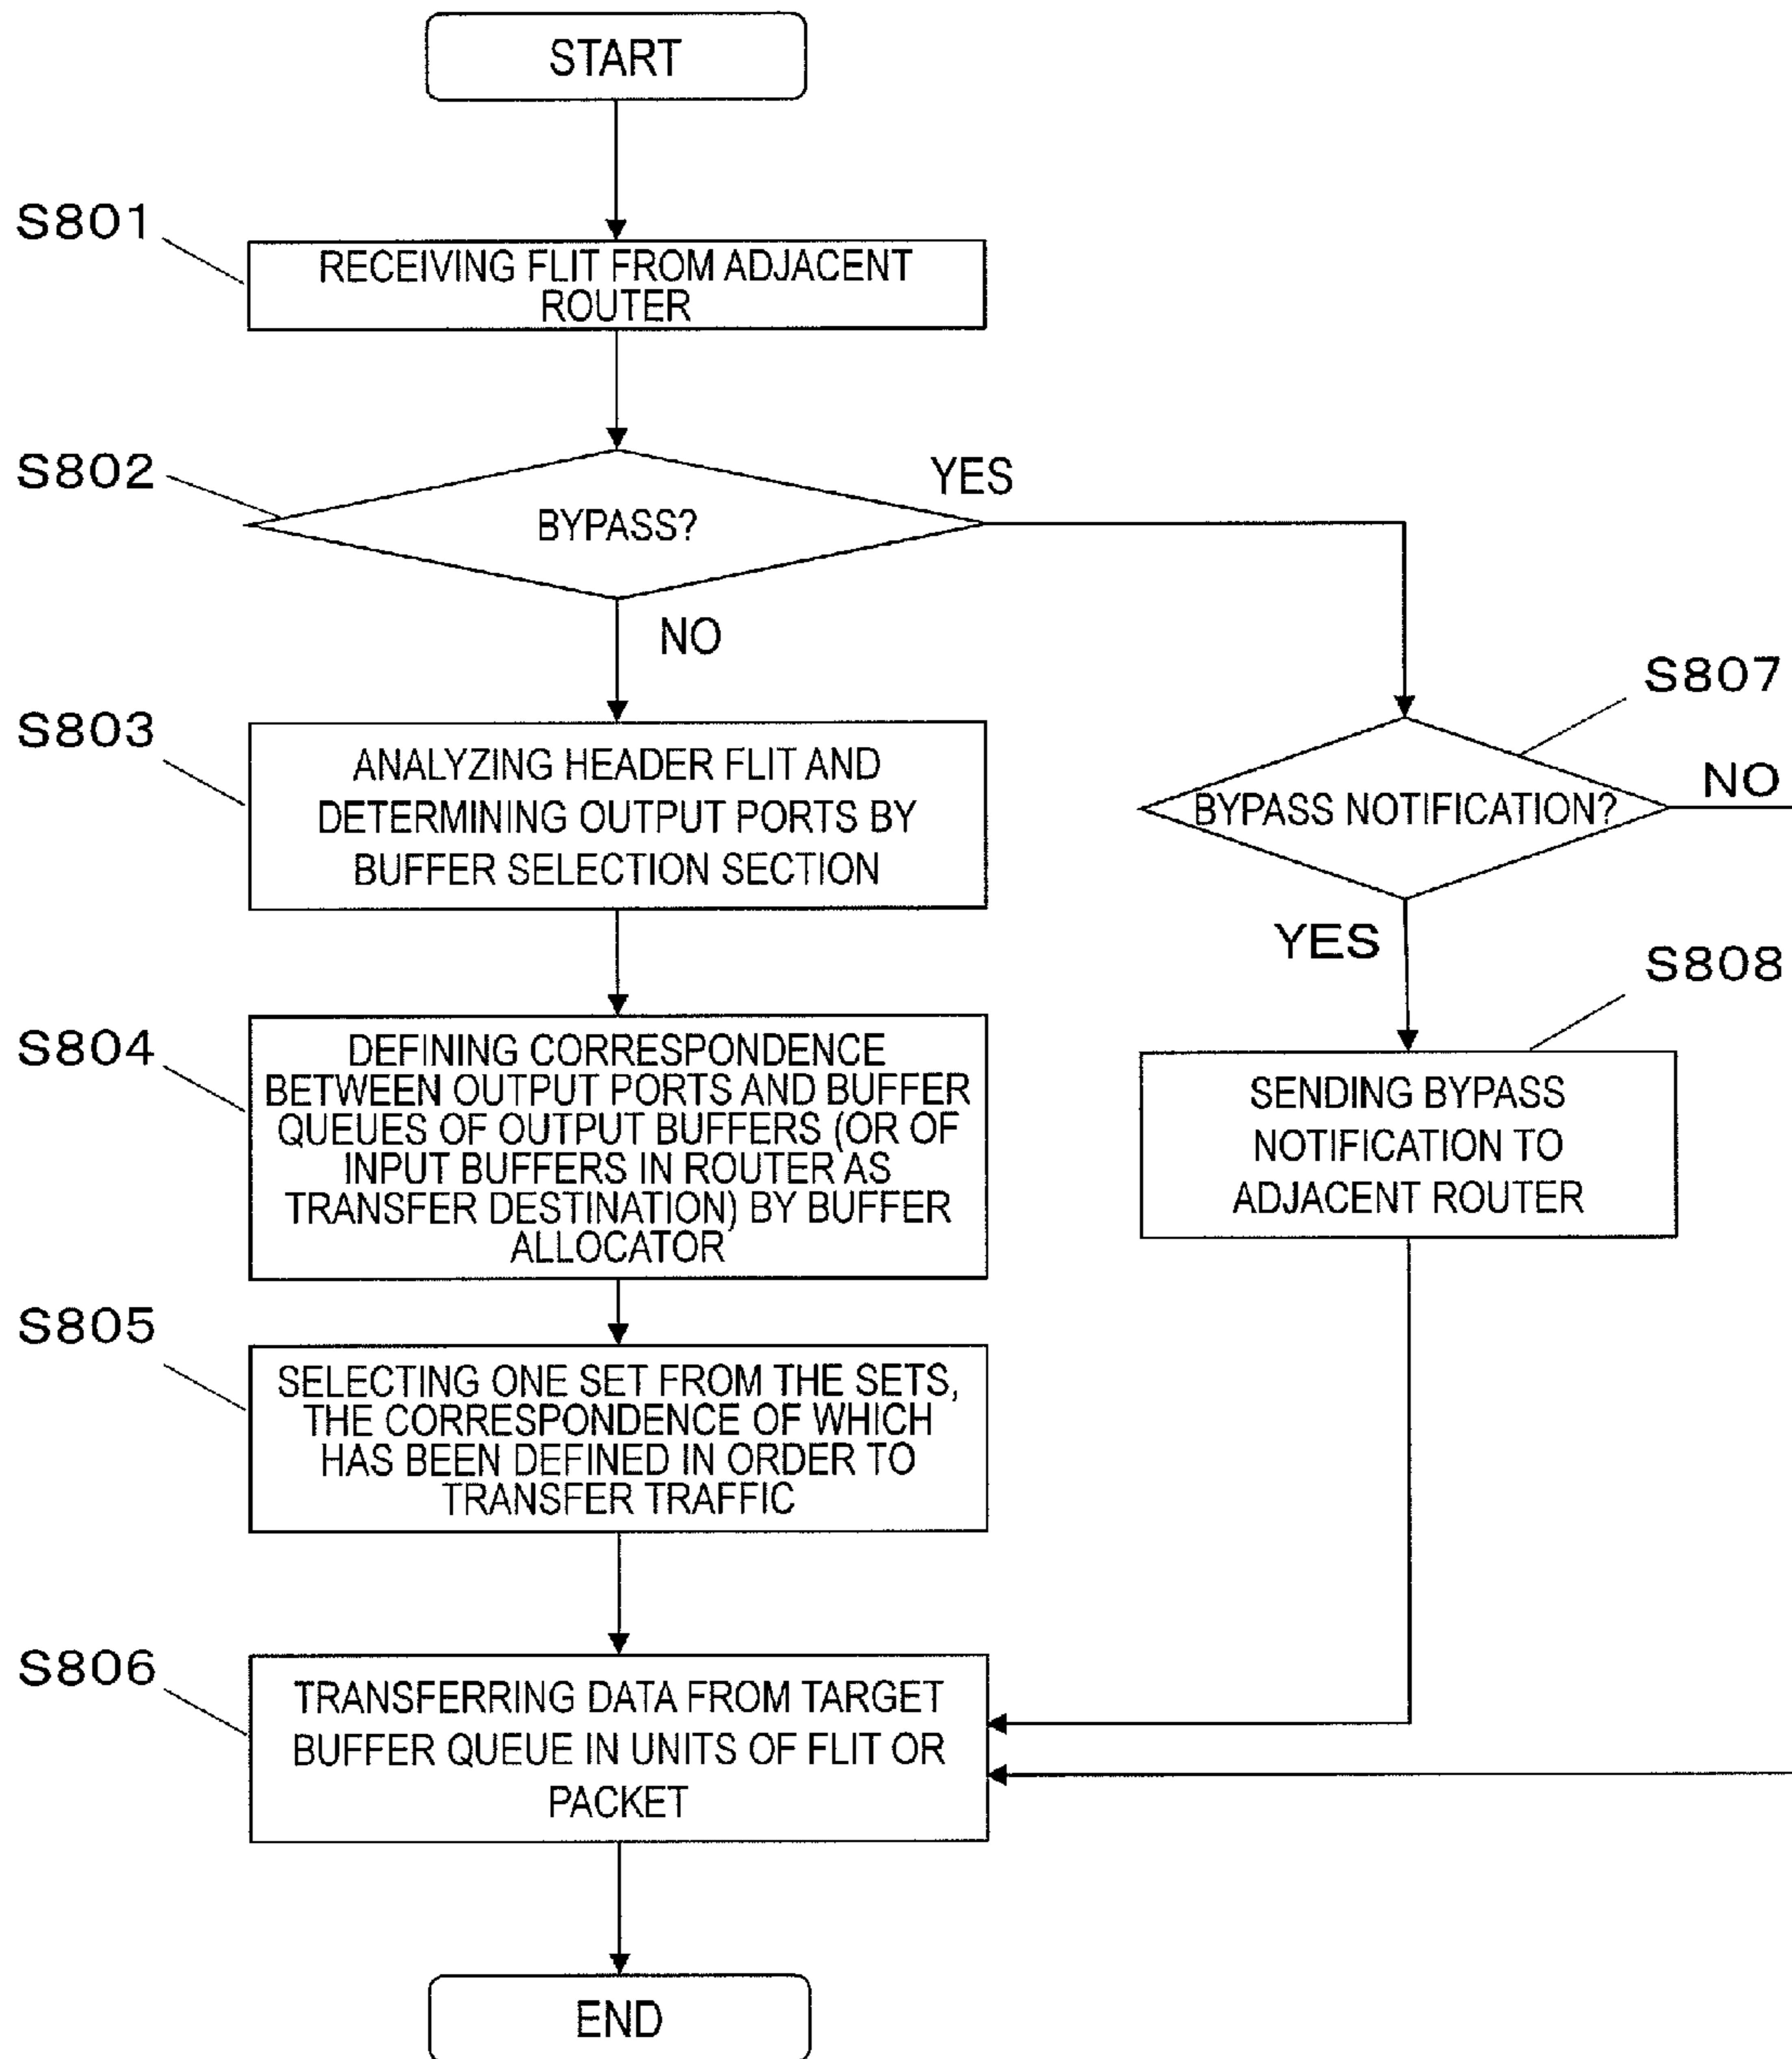 START
S801
RECEIVING FLIT FROM ADJACENT
ROUTER
S802
BYPASS?
YES
NO
S803
ANALYZING HEADER FLIT AND
DETERMINING OUTPUT PORTS BY
BUFFER SELECTION SECTION
S807
BYPASS NOTIFICATION?
NO
YES
S804
DEFINING CORRESPONDENCE
BETWEEN OUTPUT PORTS AND BUFFER
QUEUES OF OUTPUT BUFFERS (OR OF
INPUT BUFFERS IN ROUTER AS
TRANSFER DESTINATION) BY BUFFER
ALLOCATOR
S808
SENDING BYPASS
NOTIFICATION TO
ADJACENT ROUTER
S805
SELECTING ONE SET FROM THE SETS,
THE CORRESPONDENCE OF WHICH
HAS BEEN DEFINED IN ORDER TO
TRANSFER TRAFFIC
S806
TRANSFERRING DATA FROM TARGET
BUFFER QUEUE IN UNITS OF FLIT OR
PACKET
END